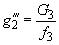 g₂‴ = G₃ / f₃